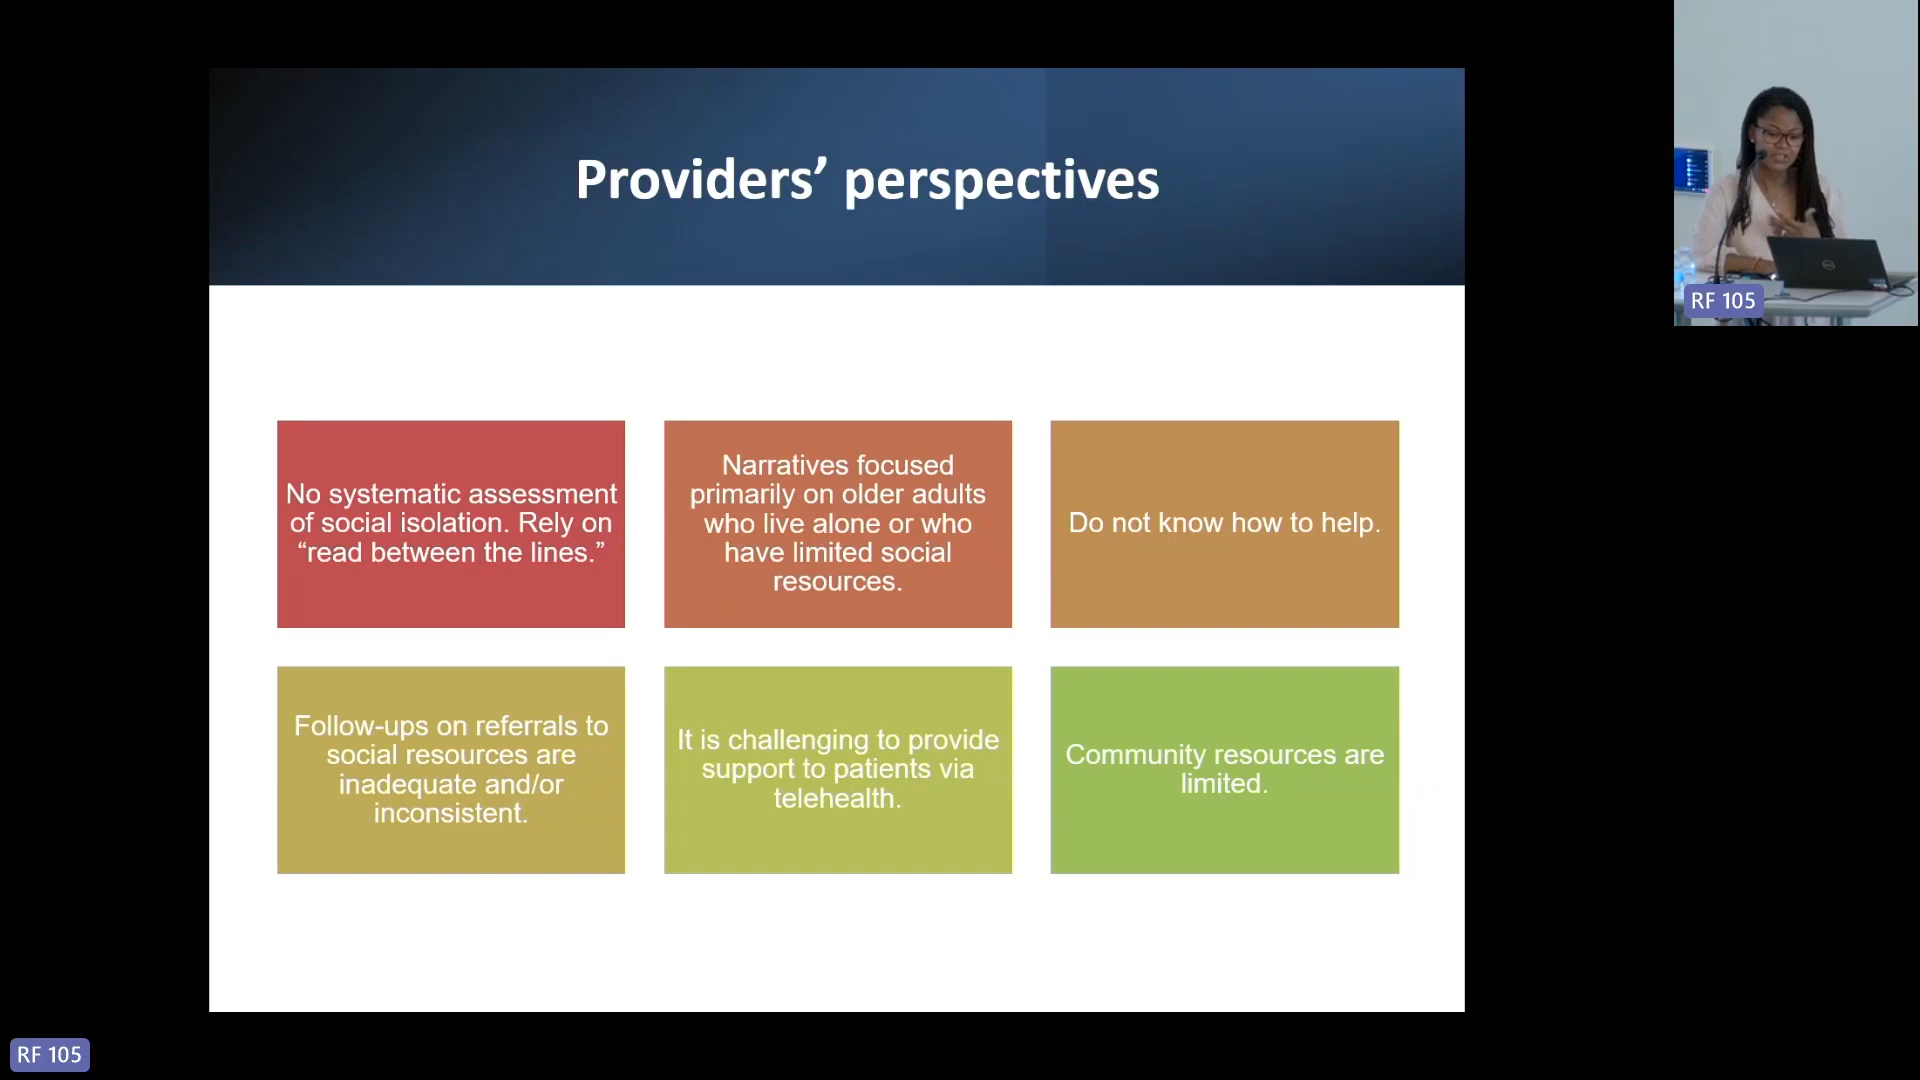 Providers’ perspectives
No systematic assessment
of social isolation. Rely on
“read between the lines.”
Narratives focused
primarily on older adults
who live alone or who
have limited social
resources.
Do not know how to help.
Follow-ups on referrals to
social resources are
inadequate and/or
inconsistent.
It is challenging to provide
support to patients via
telehealth.
Community resources are
limited.
RF 105
RF 105